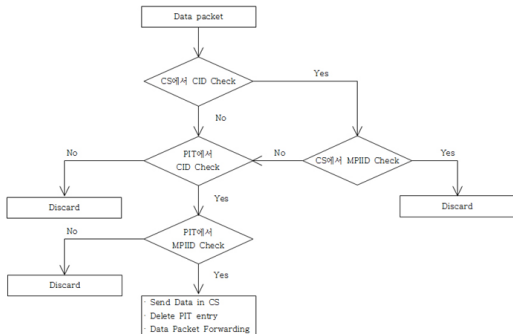 Data packet
CS에서 CID Check
Yes
No
PIT에서
CID Check
No
No
CS에서 MPIID Check
Yes
Discard
Yes
Discard
PIT에서
MPIID Check
No
Discard
Yes
· Send Data in CS
· Delete PIT entry
· Data Packet Forwarding